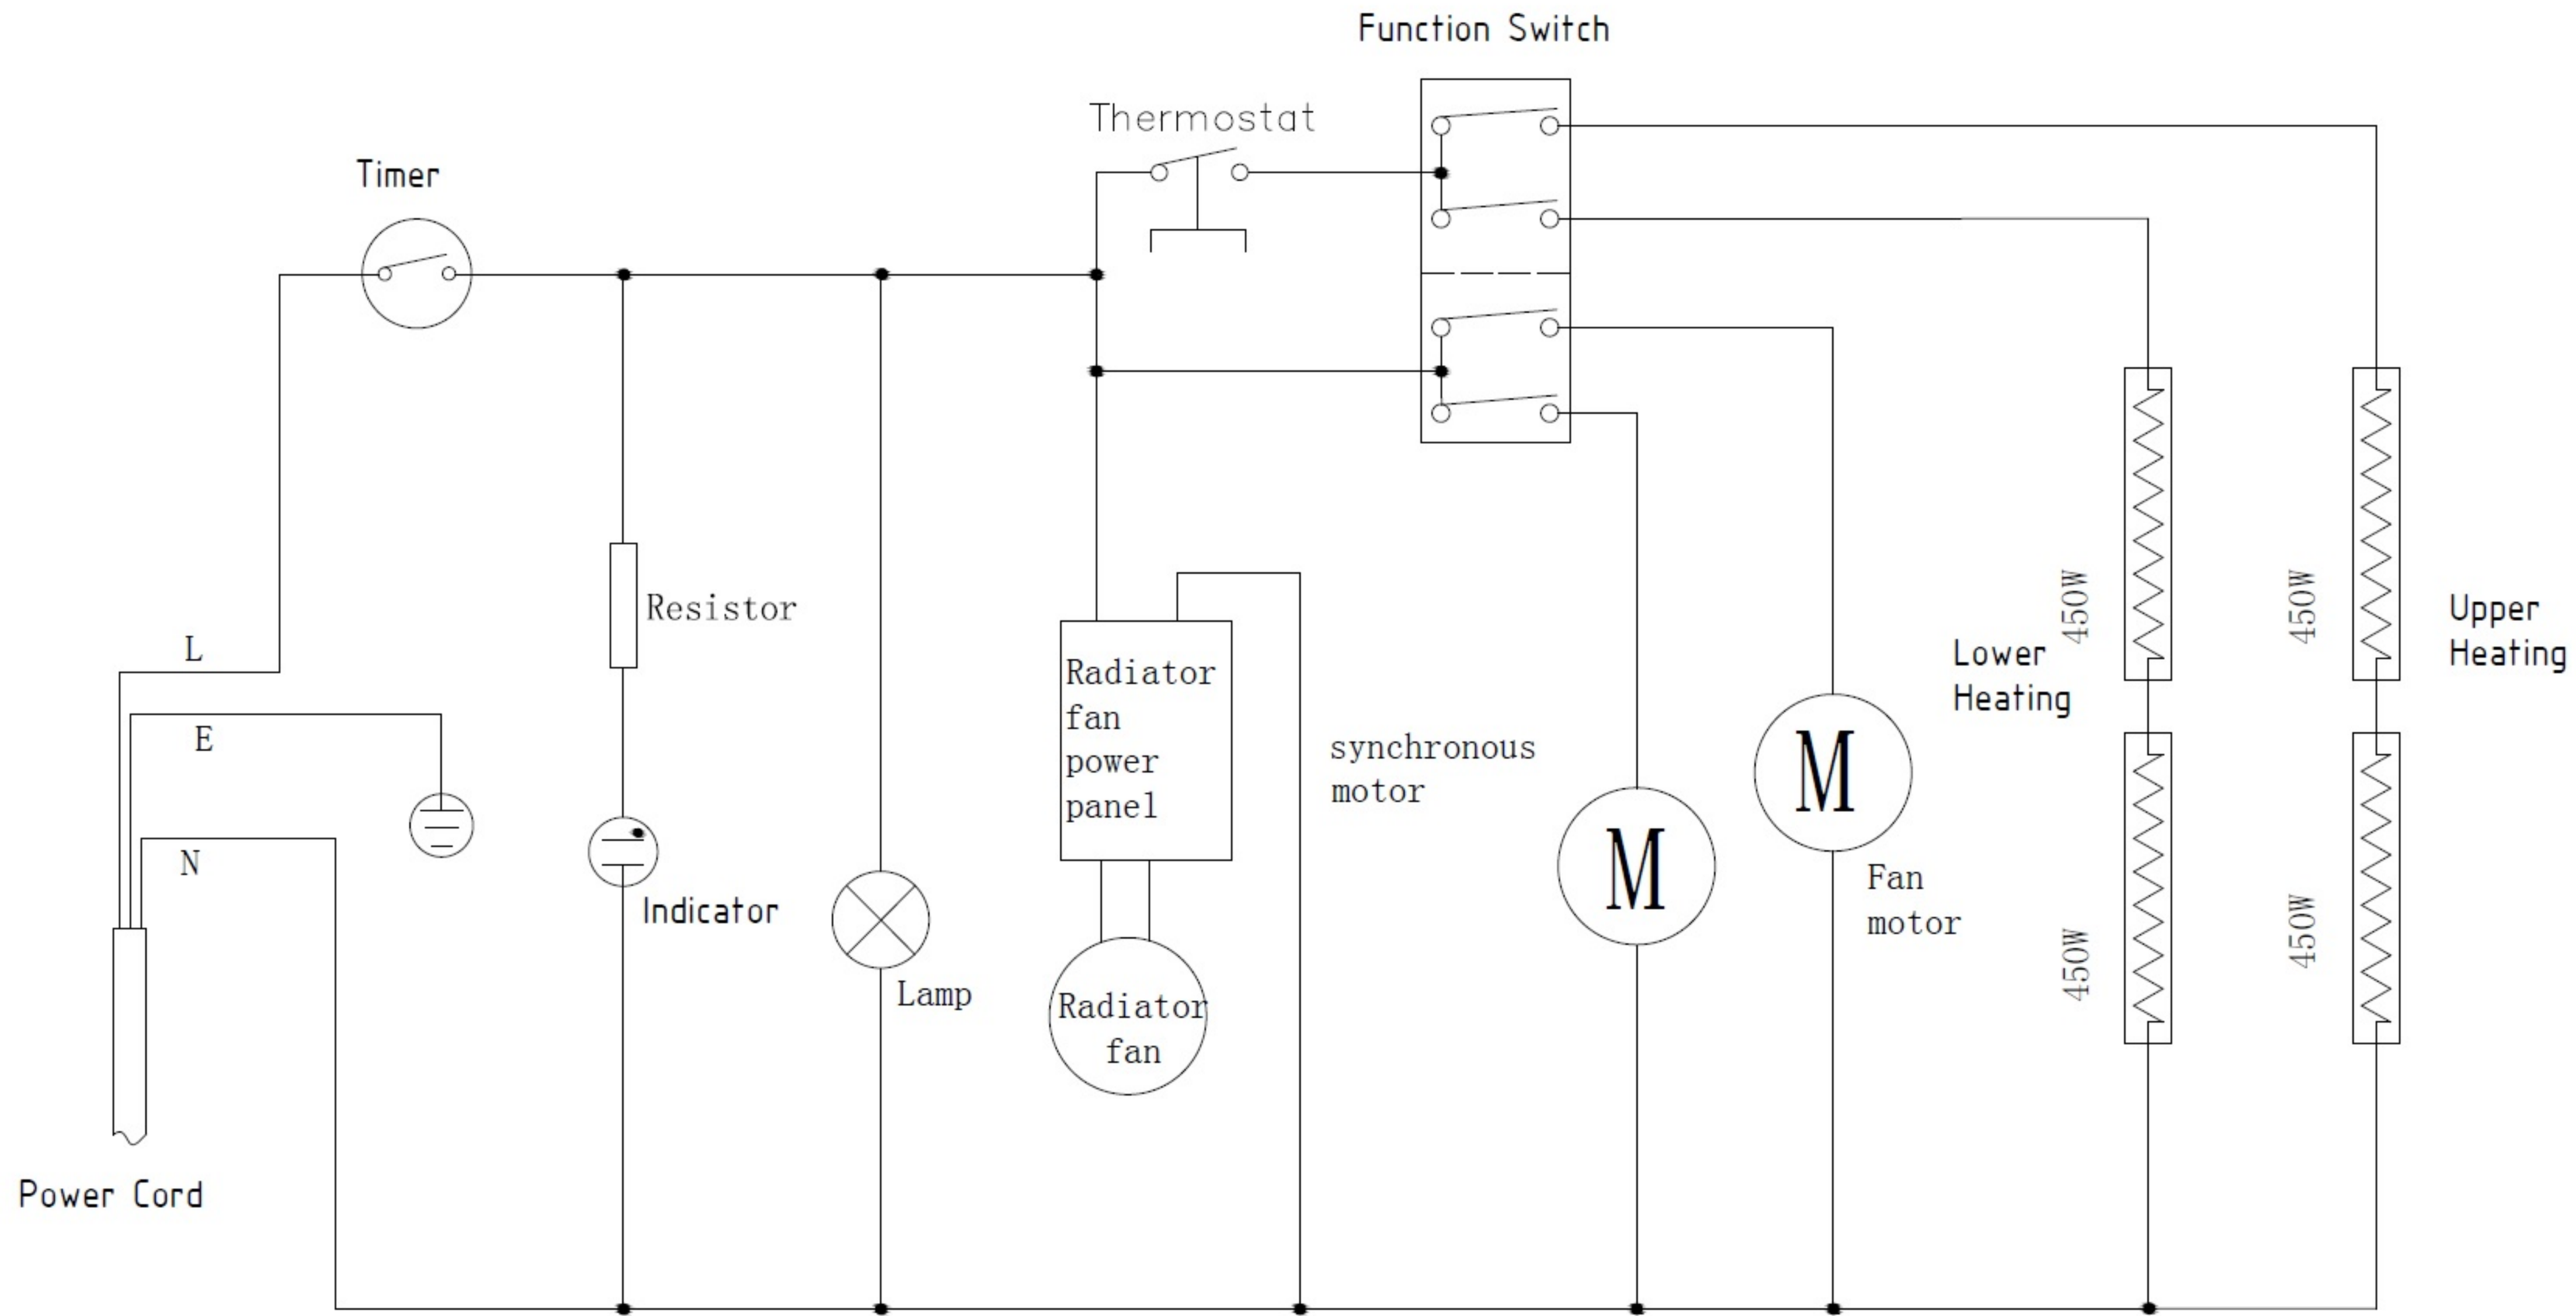 Function Switch
Thermostat
Timer
L
E
N
Power Cord
Resistor
Indicator
Lamp
Radiator
fan
power
panel
Radiator
fan
synchronous
motor
M
M
Fan
motor
Lower
Heating
450W
450W
450W
450W
Upper
Heating